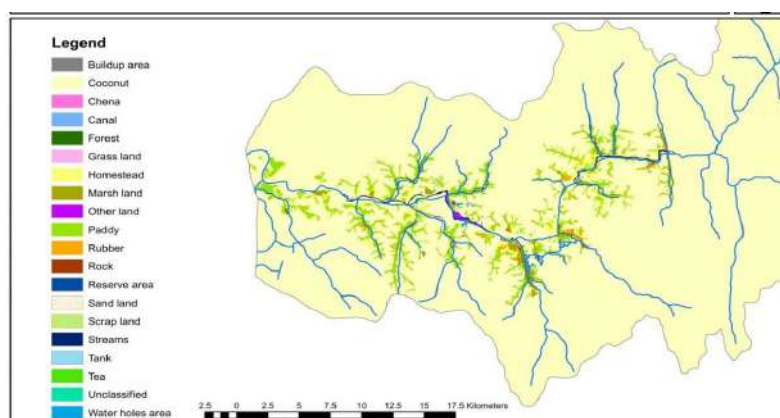 Legend
Buildup area
Coconut
Chena
Canal
Forest
Grass land
Homestead
Marsh land
Other land
Paddy
Rubber
Rock
Reserve area
Sand land
Scrap land
Streams
Tank
Tea
Unclassified
Water holes area
2.5 0 2.5 5 7.5 10 12.5 15 17.5 Kilometers